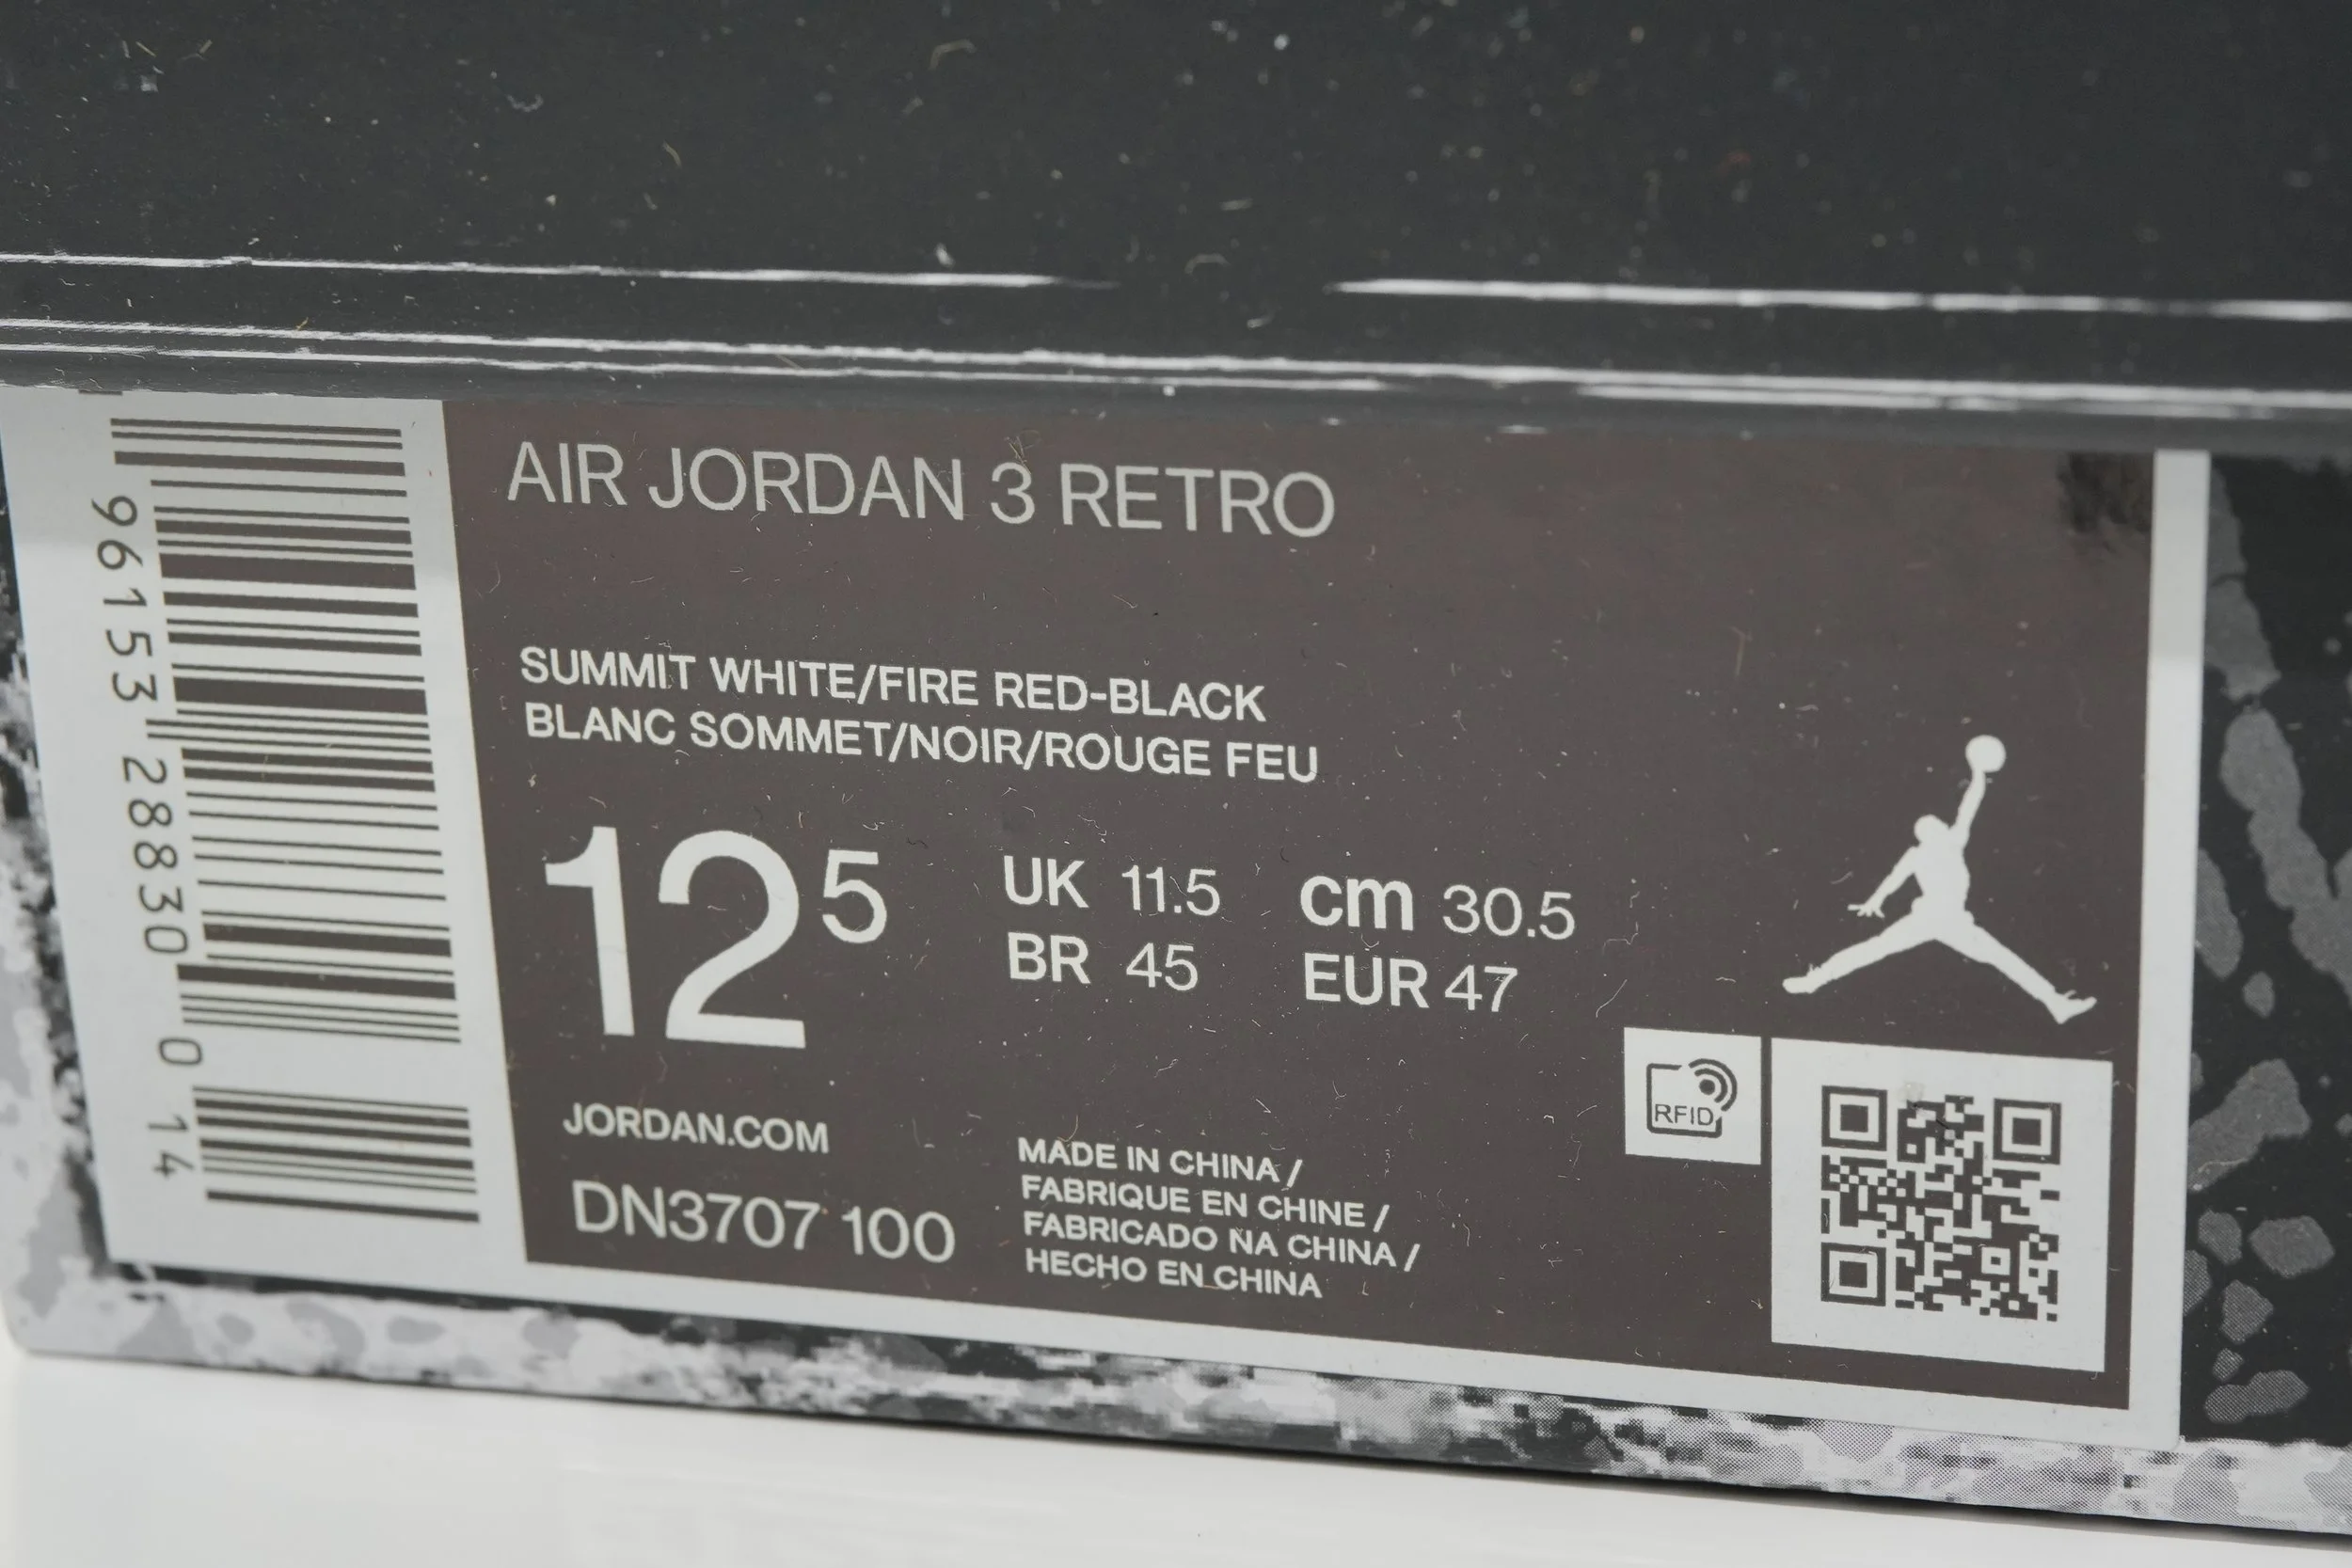 AIR JORDAN 3 RETRO
SUMMIT WHITE/FIRE RED-BLACK
BLANC SOMMET/NOIR/ROUGE FEU
12 5
UK 11.5 cm 30.5
BR 45 EUR 47
JORDAN.COM
DN3707 100
MADE IN CHINA /
FABRIQUE EN CHINE /
FABRICADO NA CHINA /
HECHO EN CHINA
RFID
96153 28830 0 14